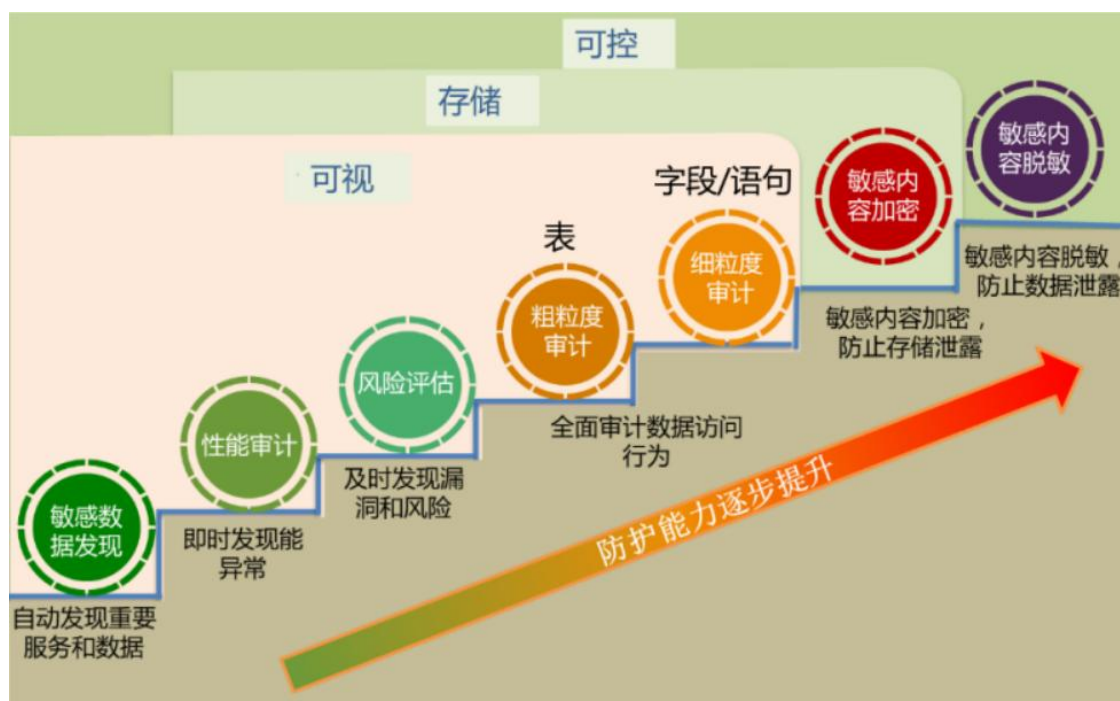 可控
存储
可视
敏感内
容脱敏
敏感内
容加密
字段/语句
细粒度
审计
表
粗粒度
审计
风险评估
性能审计
敏感数
据发现
敏感内容脱敏，
防止数据泄露
敏感内容加密，
防止存储泄露
全面审计数据访问
行为
及时发现漏
洞和风险
即时发现能
异常
自动发现重要
服务和数据
防护能力逐步提升